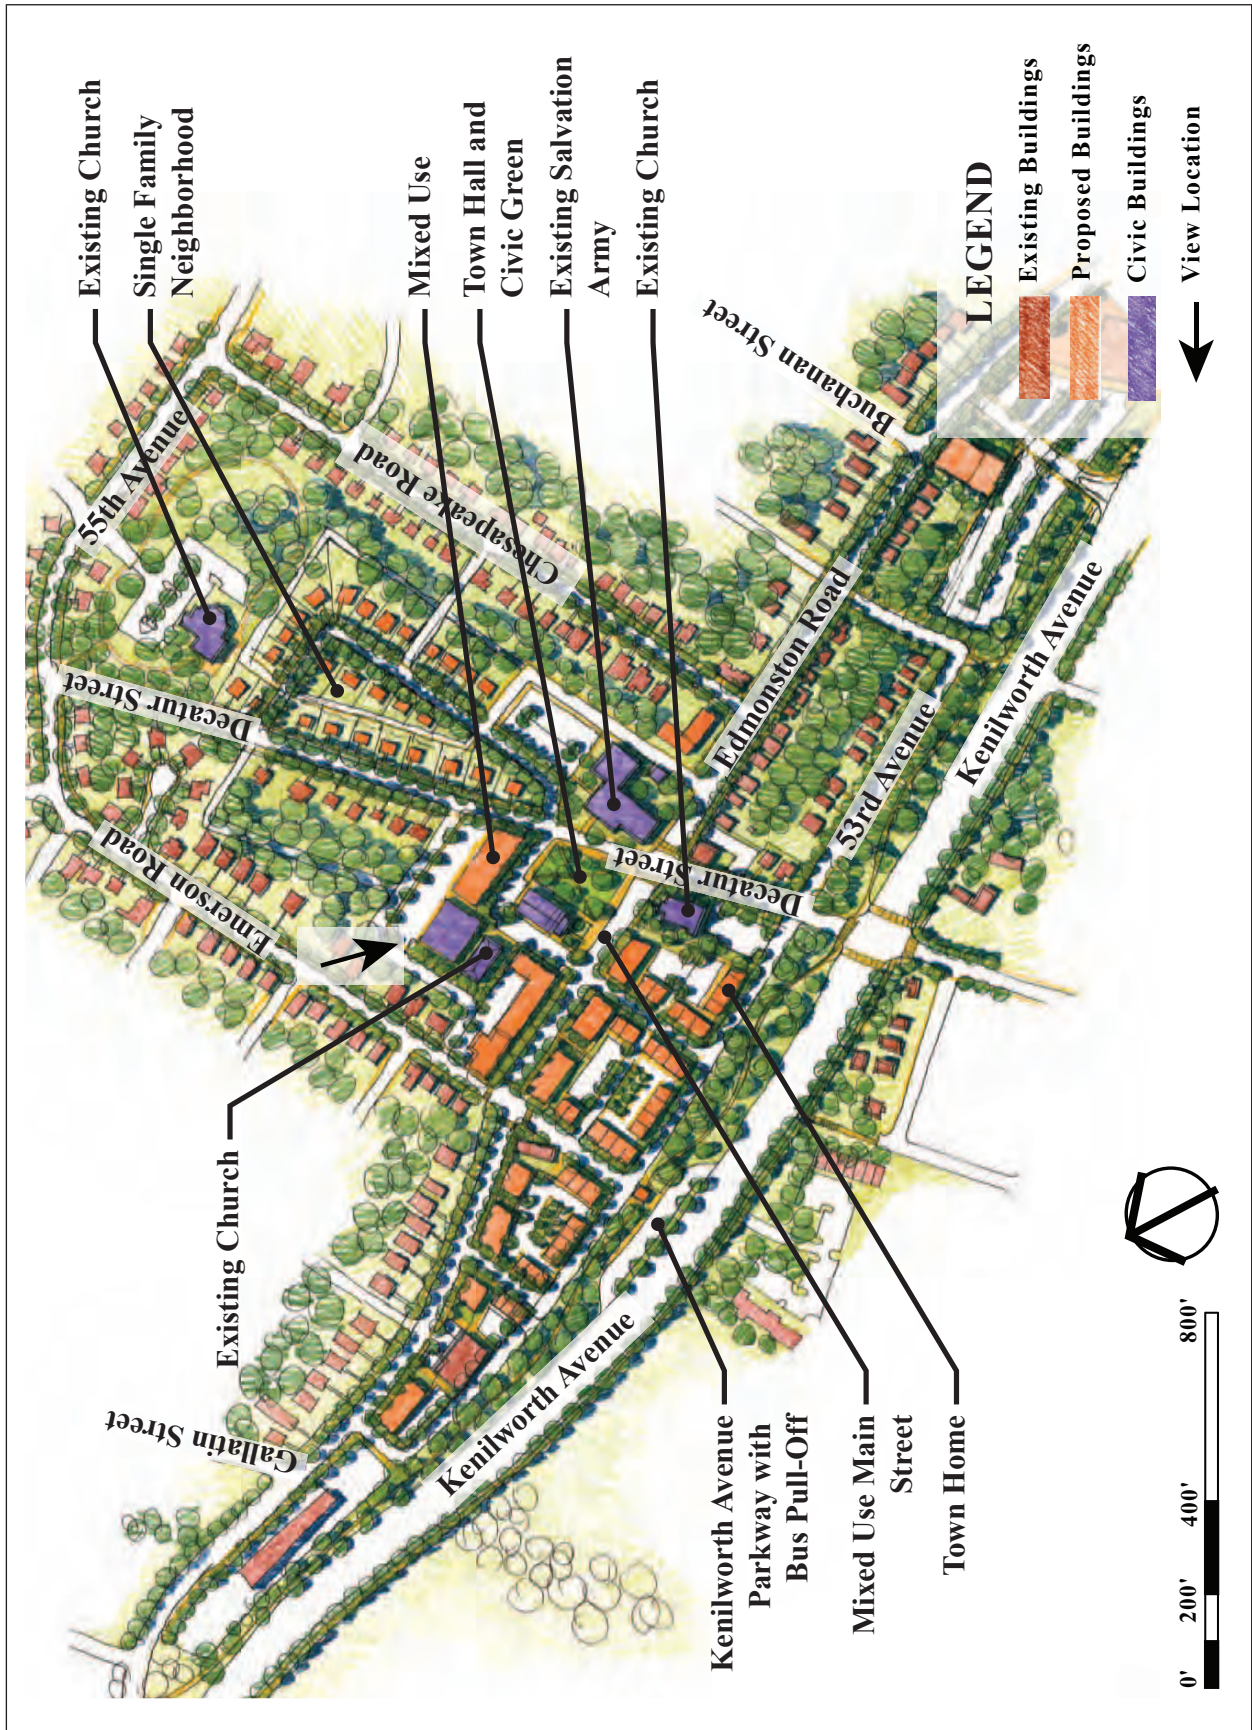 Existing Church
Single Family
Neighborhood
Mixed Use
Town Hall and
Civic Green
Existing Salvation
Army
Existing Church
LEGEND
Existing Buildings
Proposed Buildings
Civic Buildings
View Location
55th Avenue
Chesapeake Road
Buchanan Street
Decatur Street
Emerson Road
Edmonston Road
53rd Avenue
Kenilworth Avenue
Decatur Street
Existing Church
Gallatin Street
Kenilworth Avenue
Kenilworth Avenue
Parkway with
Bus Pull-Off
Mixed Use Main
Street
Town Home
0'
200'
400'
800'